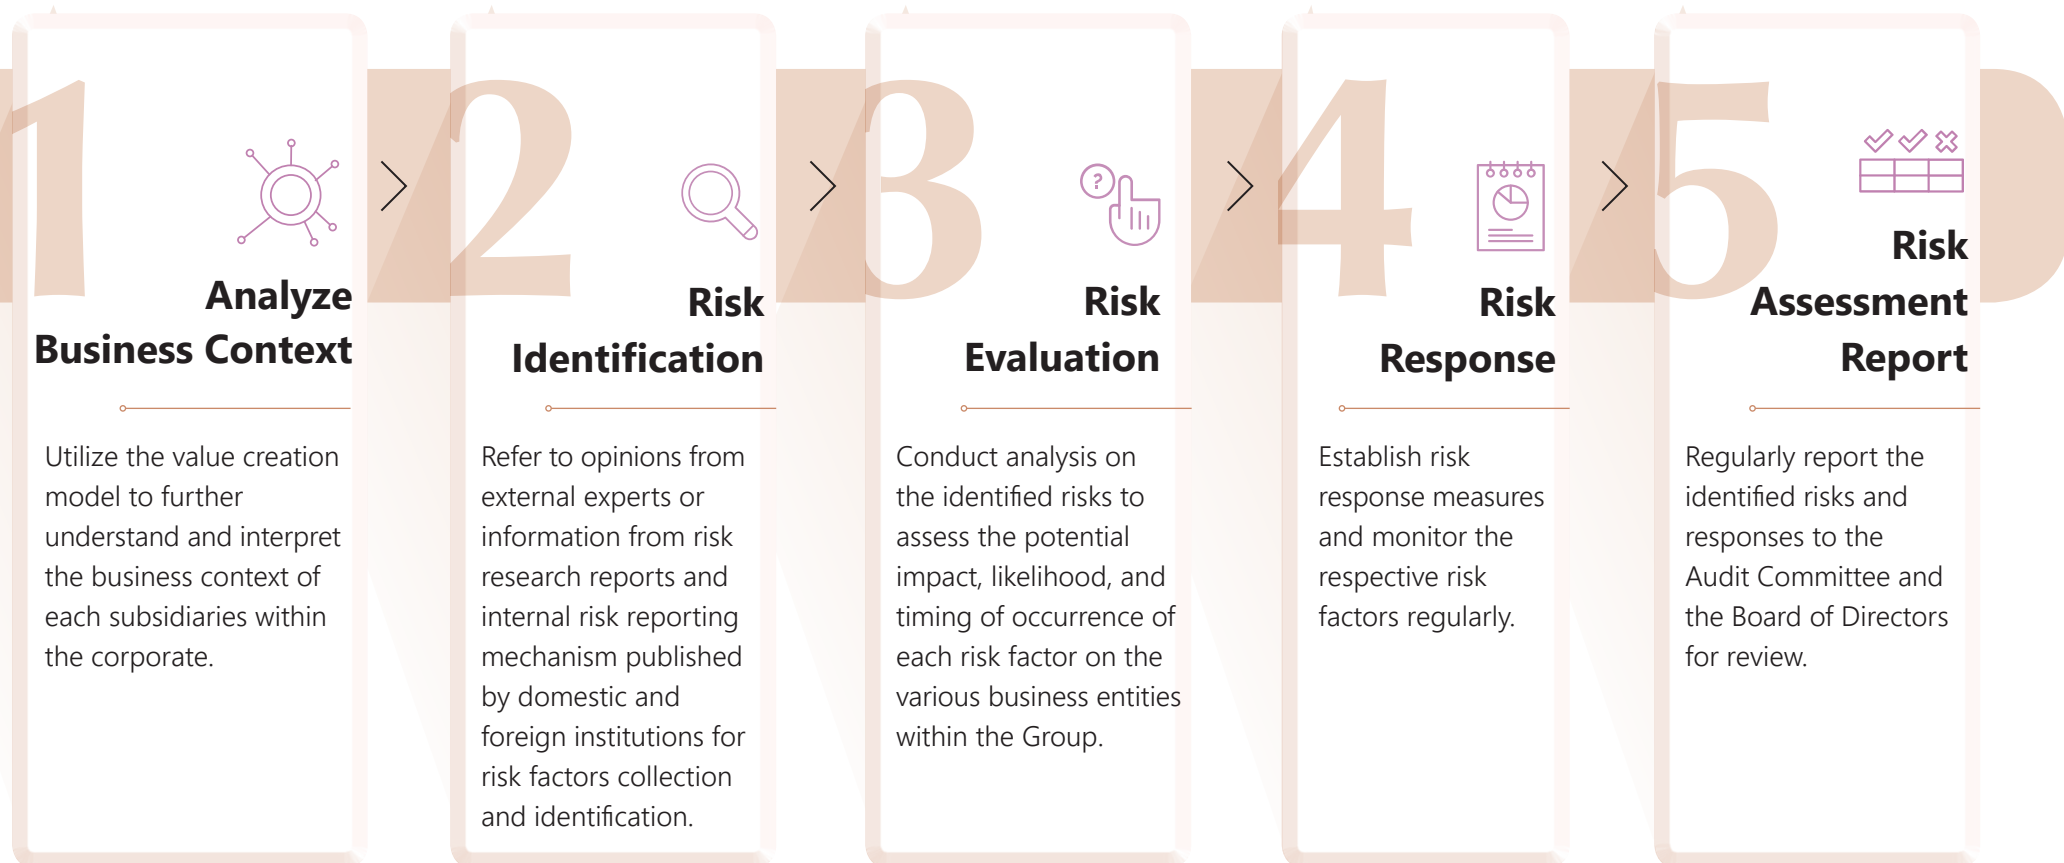 1
Analyze
Business Context
Utilize the value creation
model to further
understand and interpret
the business context of
each subsidiaries within
the corporate.
2
Risk
Identification
Refer to opinions from
external experts or
information from risk
research reports and
internal risk reporting
mechanism published
by domestic and
foreign institutions for
risk factors collection
and identification.
3
?
Risk
Evaluation
Conduct analysis on
the identified risks to
assess the potential
impact, likelihood, and
timing of occurrence of
each risk factor on the
various business entities
within the Group.
4
Risk
Response
Establish risk
response measures
and monitor the
respective risk
factors regularly.
5
Risk
Assessment
Report
Regularly report the
identified risks and
responses to the
Audit Committee and
the Board of Directors
for review.